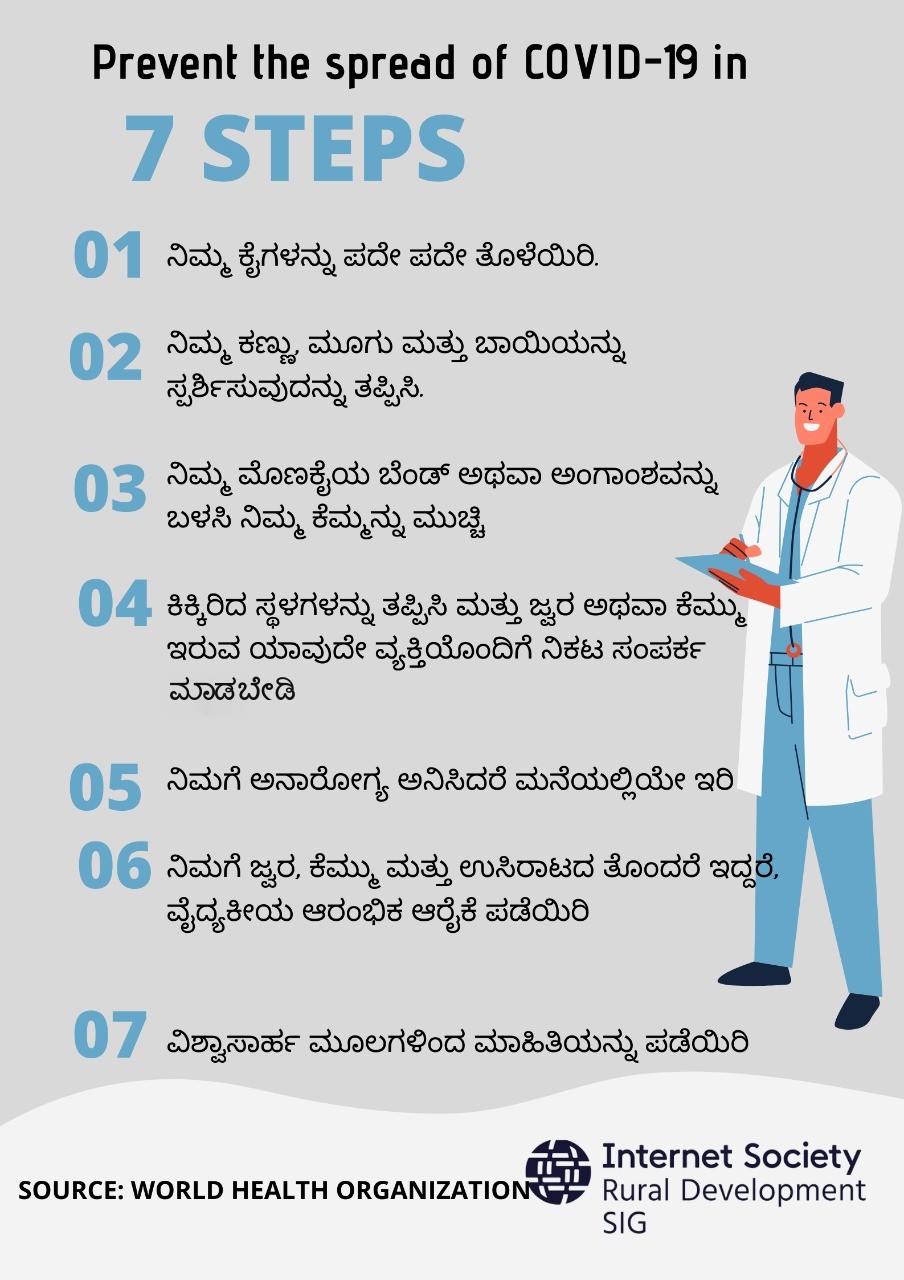 Prevent the spread of COVID-19 in
7 STEPS
01 ನಿಮ್ಮ ಕೈಗಳನ್ನು ಪದೇ ಪದೇ ತೊಳೆಯಿರಿ.
02 ನಿಮ್ಮ ಕಣ್ಣು, ಮೂಗು ಮತ್ತು ಬಾಯಿಯನ್ನು
ಸ್ಪರ್ಶಿಸುವುದನ್ನು ತಪ್ಪಿಸಿ.
03 ನಿಮ್ಮ ಮೊಣಕೈಯ ಬೆಂಡ್ ಅಥವಾ ಅಂಗಾಂಶವನ್ನು
ಬಳಸಿ ನಿಮ್ಮ ಕೆಮ್ಮನ್ನು ಮುಚ್ಚಿ
04 ಕಿಕ್ಕಿರಿದ ಸ್ಥಳಗಳನ್ನು ತಪ್ಪಿಸಿ ಮತ್ತು ಜ್ವರ ಅಥವಾ ಕೆಮ್ಮು
ಇರುವ ಯಾವುದೇ ವ್ಯಕ್ತಿಯೊಂದಿಗೆ ನಿಕಟ ಸಂಪರ್ಕ
ಮಾಡಬೇಡಿ
05 ನಿಮಗೆ ಅನಾರೋಗ್ಯ ಅನಿಸಿದರೆ ಮನೆಯಲ್ಲಿಯೇ ಇರಿ
06 ನಿಮಗೆ ಜ್ವರ, ಕೆಮ್ಮು ಮತ್ತು ಉಸಿರಾಟದ ತೊಂದರೆ ಇದ್ದರೆ,
ವೈದ್ಯಕೀಯ ಆರಂಭಿಕ ಆರೈಕೆ ಪಡೆಯಿರಿ
07 ವಿಶ್ವಾಸಾರ್ಹ ಮೂಲಗಳಿಂದ ಮಾಹಿತಿಯನ್ನು ಪಡೆಯಿರಿ
SOURCE: WORLD HEALTH ORGANIZATION
Internet Society
Rural Development
SIG